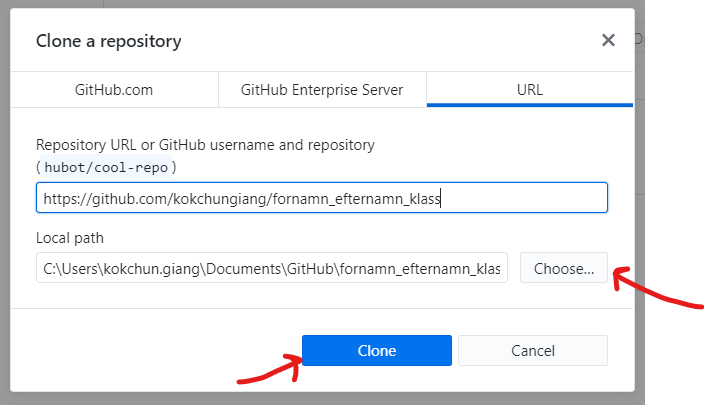 Clone a repository
GitHub.com
GitHub Enterprise Server
URL
Repository URL or GitHub username and repository
(hubot/cool-repo)
https://github.com/kokchungiang/fornamn_efternamn_klass
Local path
C:\Users\kokchun.giang\Documents\GitHub\fornamn_efternamn_klas
Choose...
Clone
Cancel